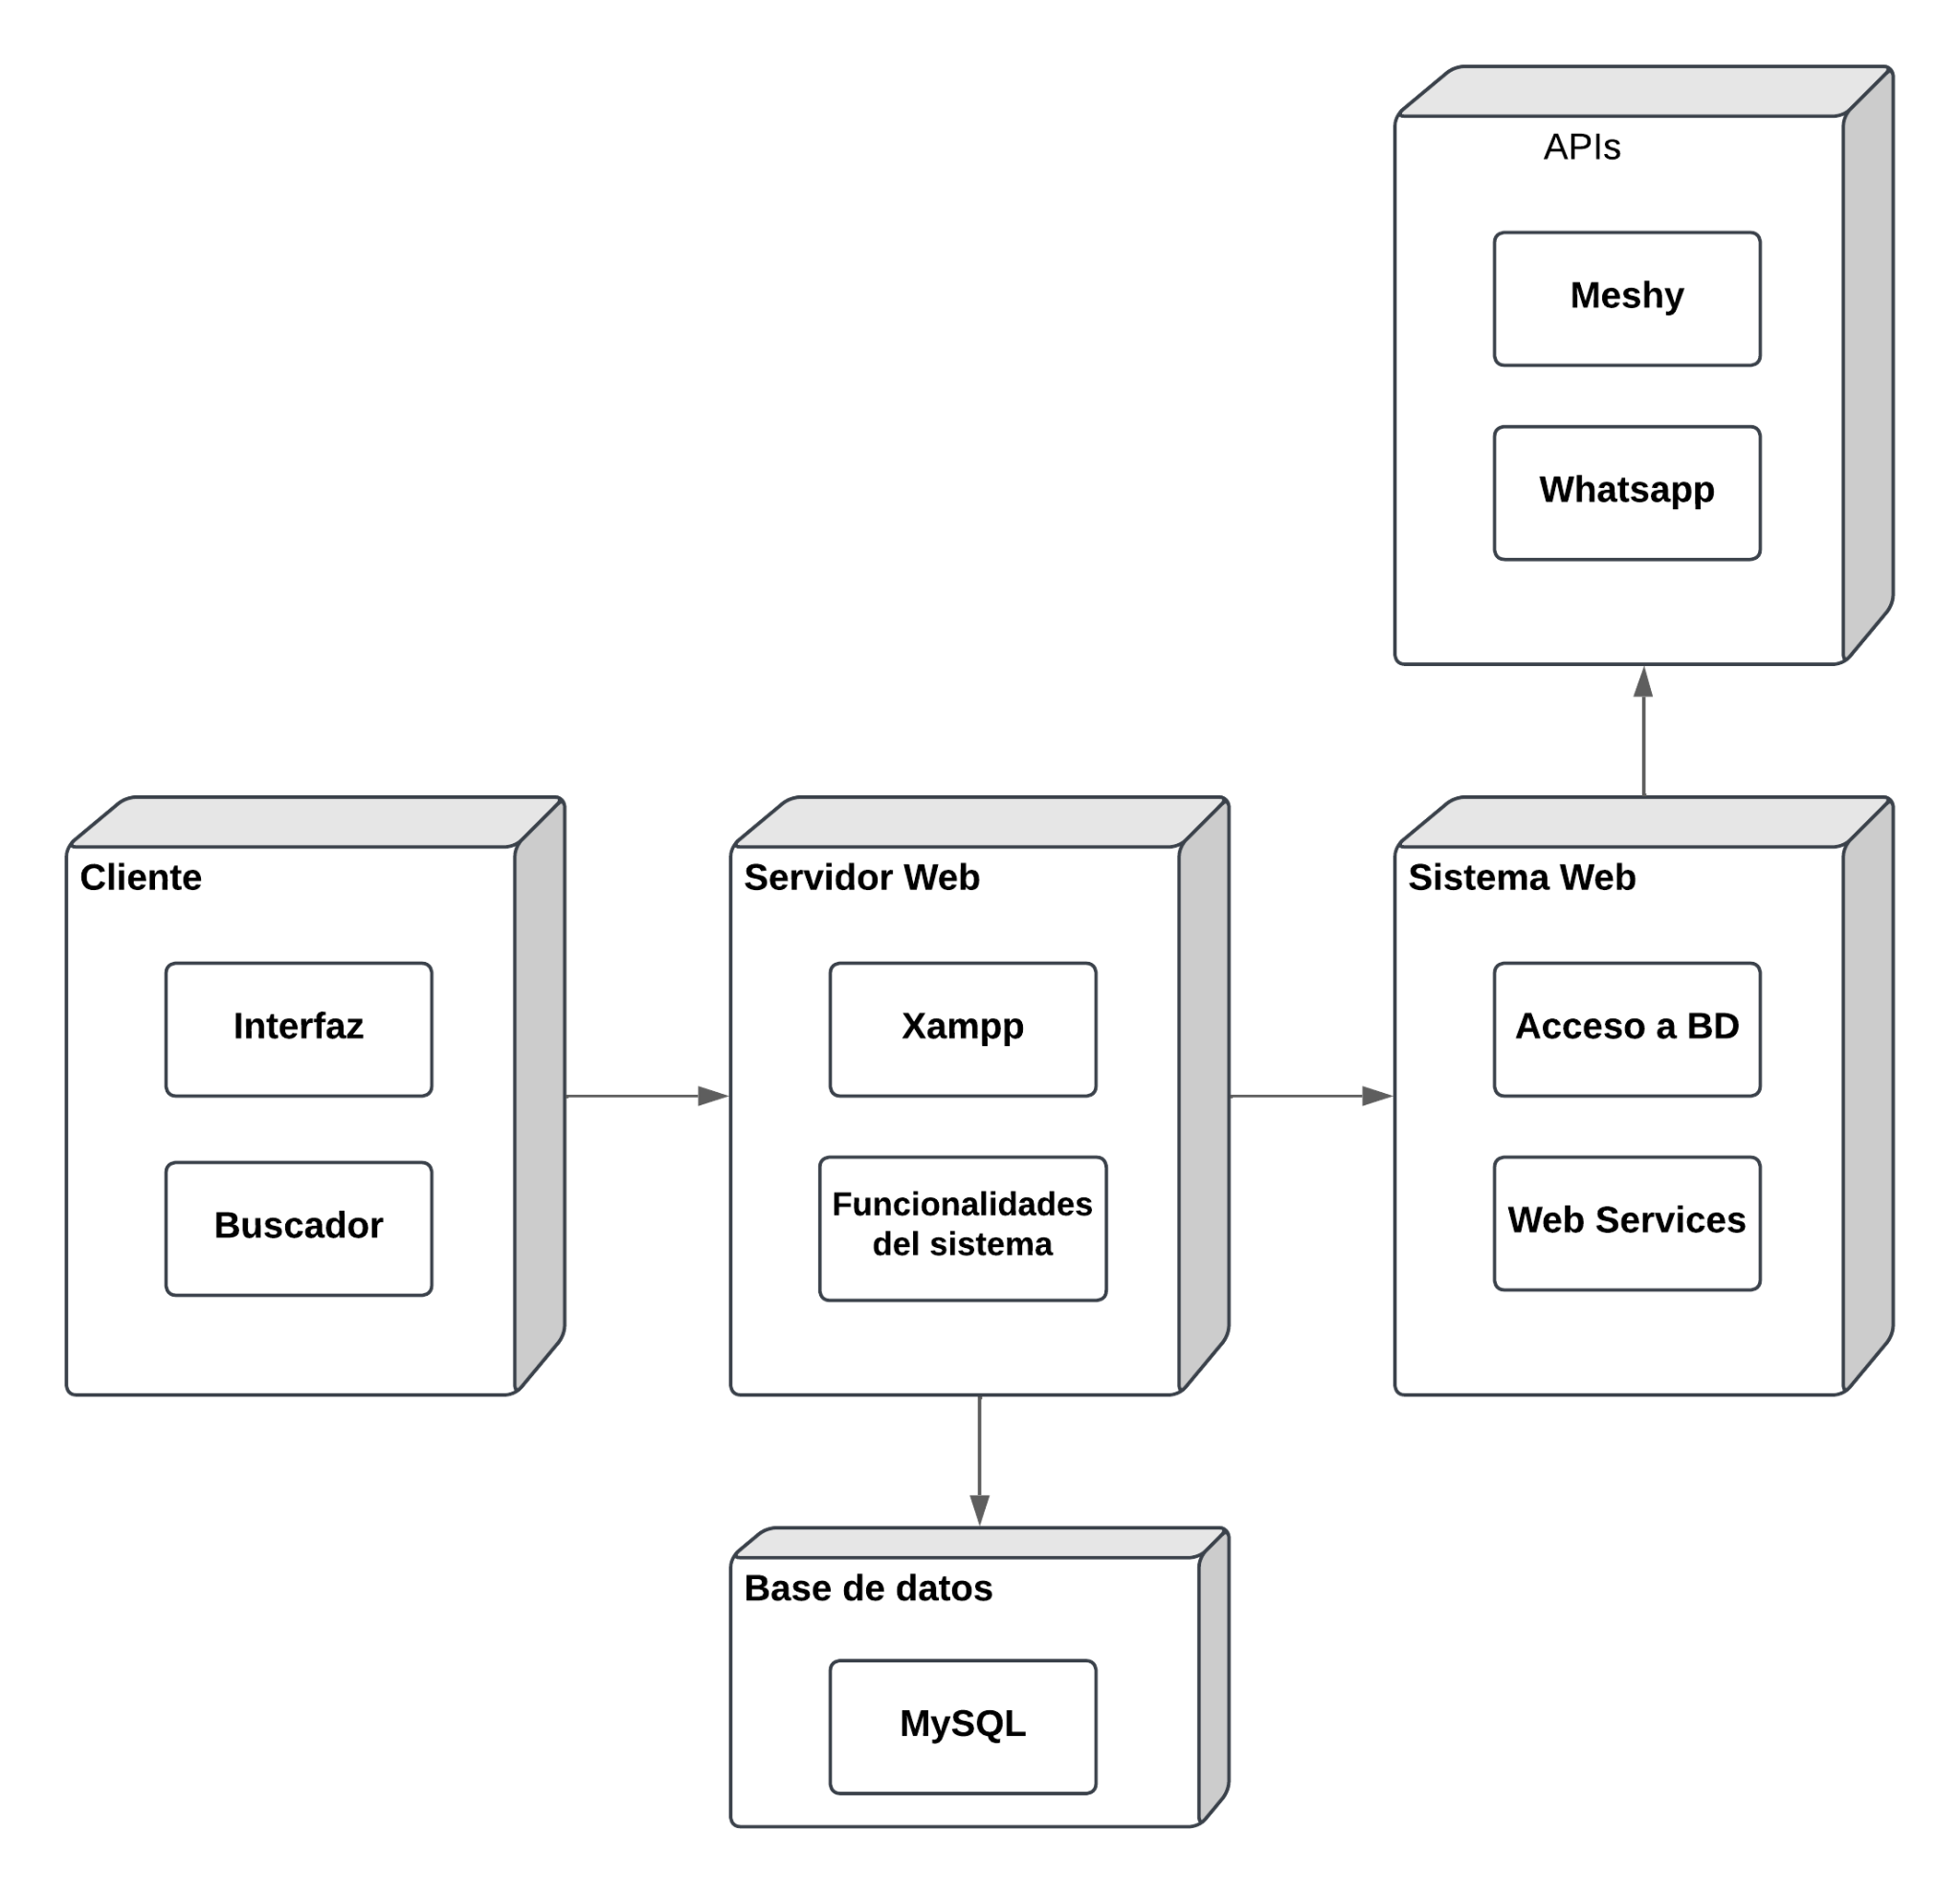 APIs
Meshy
Whatsapp
Cliente
Interfaz
Buscador
Servidor Web
Xampp
Funcionalidades
del sistema
Sistema Web
Acceso a BD
Web Services
Base de datos
MySQL